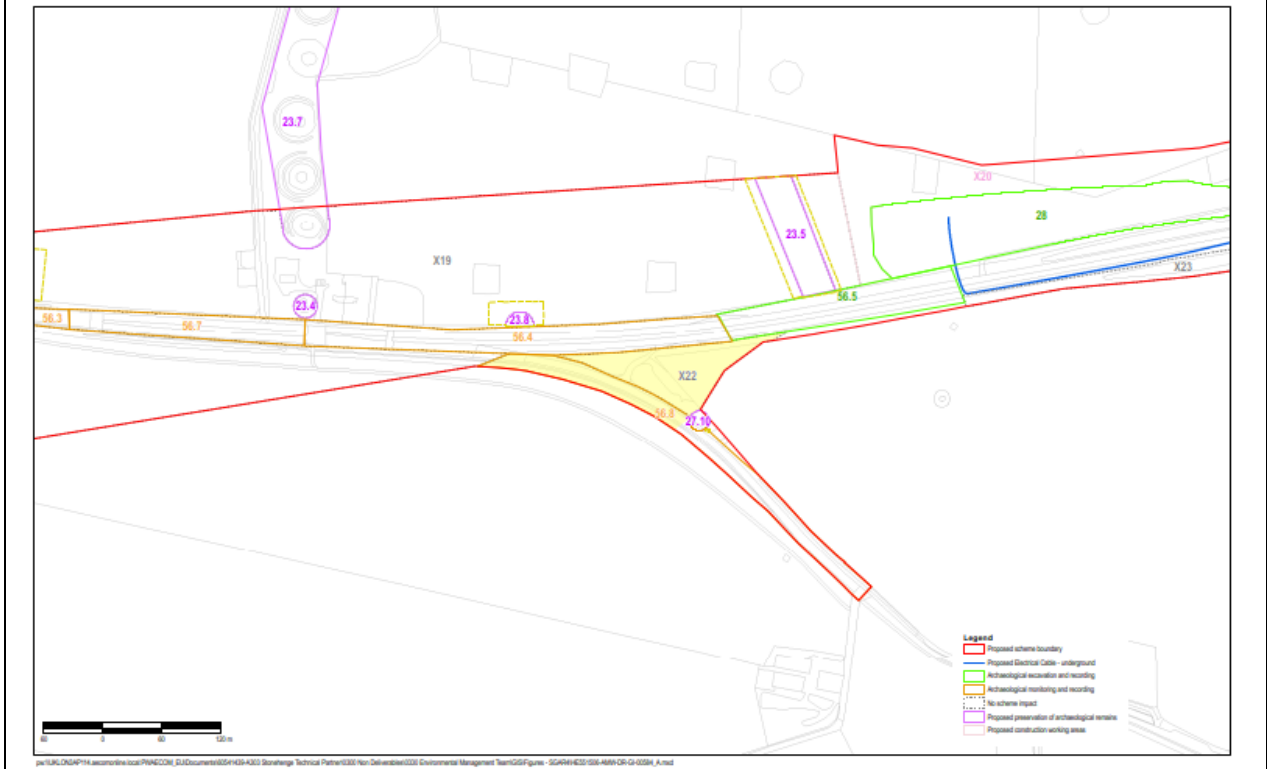 23.7
X20
28
23.5
X19
X23
56.5
23.4
56.3
56.7
23.8
56.4
X22
56.8
27.10
Legend
Proposed scheme boundary
Proposed Electrical Cable - underground
Archaeological excavation and recording
Archaeological monitoring and recording
No scheme impact
Proposed preservation of archaeological remains
Proposed construction working areas
60 0 60 120 m